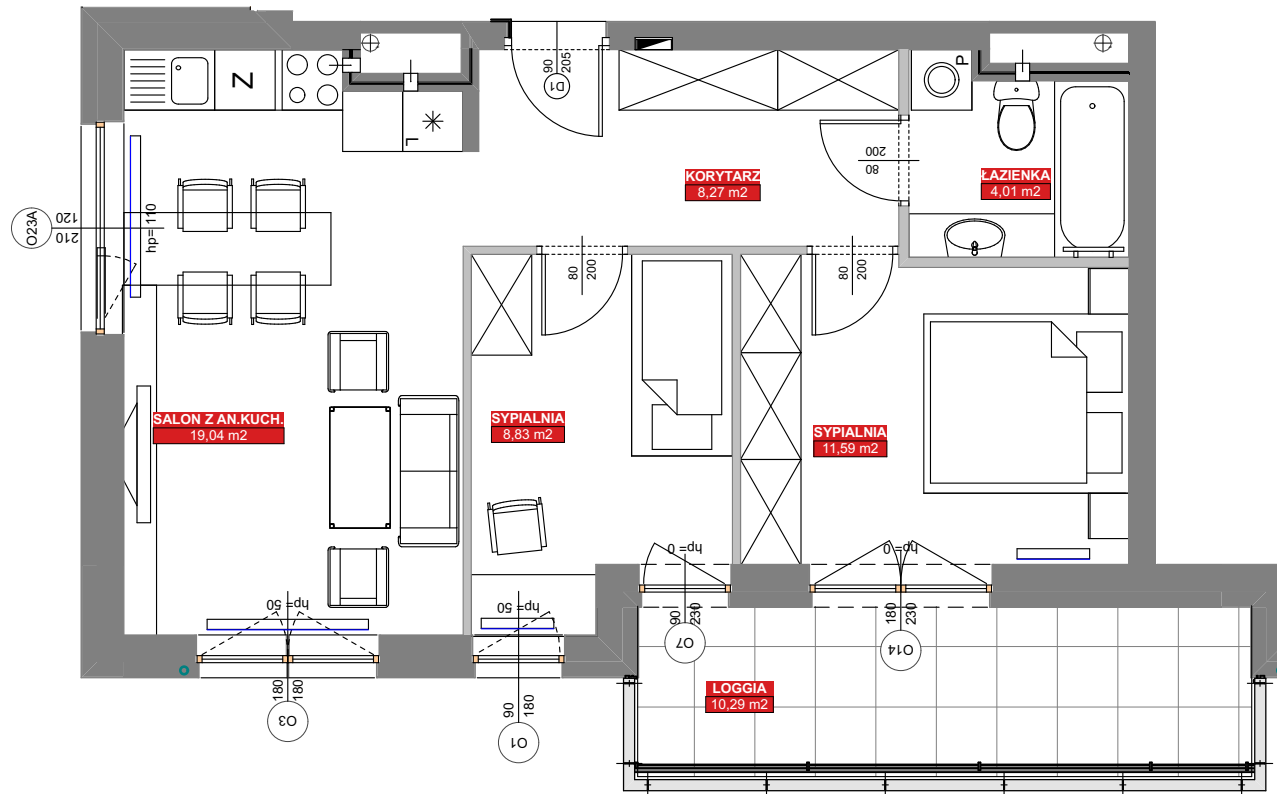 Z
L
90
205
D1
P
80
200
KORYTARZ
8,27 m2
ŁAZIENKA
4,01 m2
O23A
120
210
hp= 110
80
200
80
200
SALON Z AN.KUCH.
19,04 m2
SYPIALNIA
8,83 m2
SYPIALNIA
11,59 m2
hp= 0
hp= 0
hp=50
hp=50
90
230
O7
180
230
O14
180
180
O3
90
180
O1
LOGGIA
10,29 m2